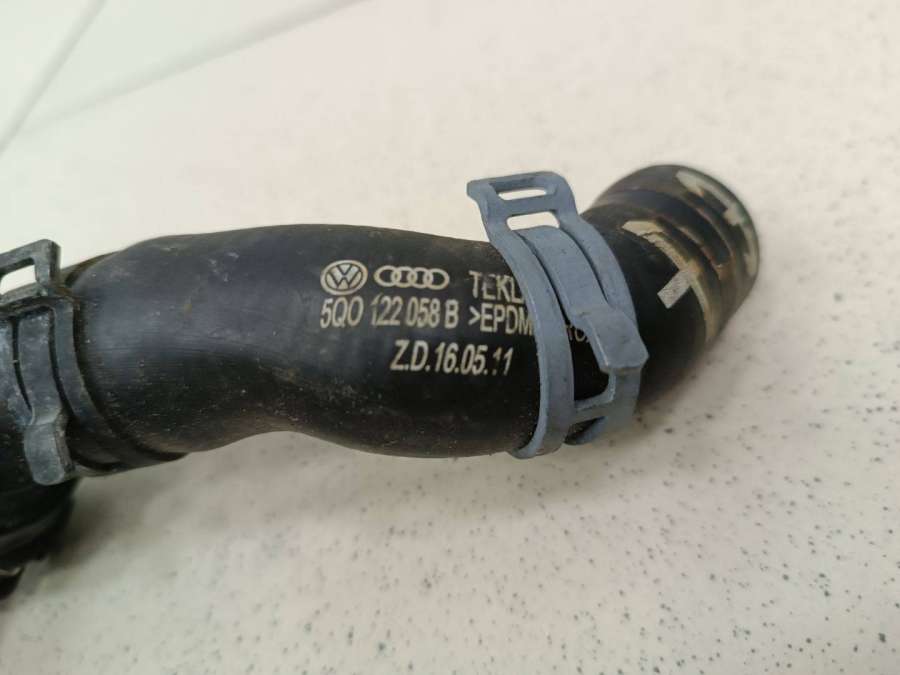 TEKL
5Q0 122 058 B >EPDM
Z.D.16.05.11